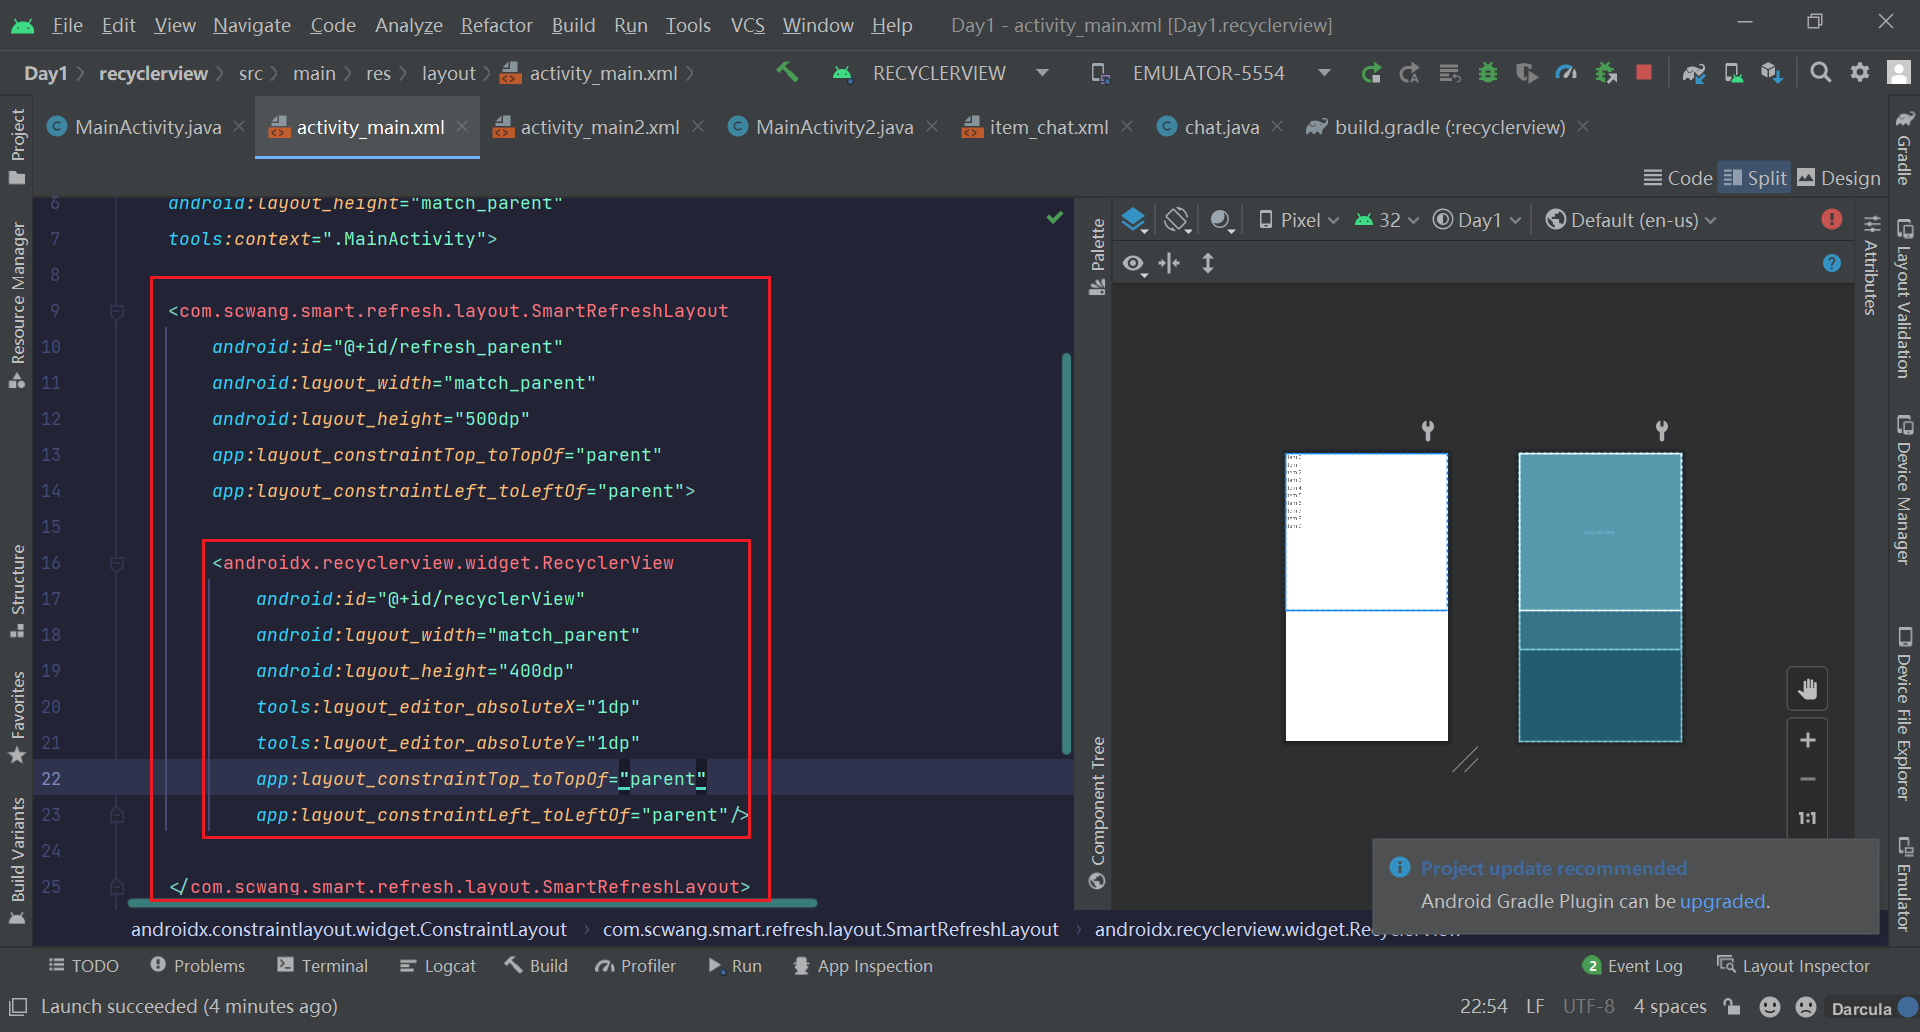 File Edit View Navigate Code Analyze Refactor Build Run Tools VCS Window Help Day1 - activity_main.xml [Day1.recyclerview]
Day1 recyclerview src main res layout activity_main.xml RECYCLERVIEW EMULATOR-5554
MainActivity.java activity_main.xml activity_main2.xml MainActivity2.java item_chat.xml chat.java build.gradle (:recyclerview)
Code Split Design
Project
Resource Manager
Structure
Favorites
Build Variants
6 android:layout_height="match_parent"
7 tools:context=".MainActivity">
8
9 <com.scwang.smart.refresh.layout.SmartRefreshLayout
10 android:id="@+id/refresh_parent"
11 android:layout_width="match_parent"
12 android:layout_height="500dp"
13 app:layout_constraintTop_toTopOf="parent"
14 app:layout_constraintLeft_toLeftOf="parent">
15
16 <androidx.recyclerview.widget.RecyclerView
17 android:id="@+id/recyclerView"
18 android:layout_width="match_parent"
19 android:layout_height="400dp"
20 tools:layout_editor_absoluteX="1dp"
21 tools:layout_editor_absoluteY="1dp"
22 app:layout_constraintTop_toTopOf="parent"
23 app:layout_constraintLeft_toLeftOf="parent"/>
24
25 </com.scwang.smart.refresh.layout.SmartRefreshLayout>
Palette
Component Tree
Pixel 32 Day1 Default (en-us)
Attributes
1:1
Gradle
Layout Validation
Device Manager
Device File Explorer
Emulator
Project update recommended
Android Gradle Plugin can be upgraded.
androidx.constraintlayout.widget.ConstraintLayout com.scwang.smart.refresh.layout.SmartRefreshLayout androidx.recyclerview.widget.RecyclerView
TODO Problems Terminal Logcat Build Profiler Run App Inspection 2 Event Log Layout Inspector
Launch succeeded (4 minutes ago) 22:54 LF UTF-8 4 spaces Darcula